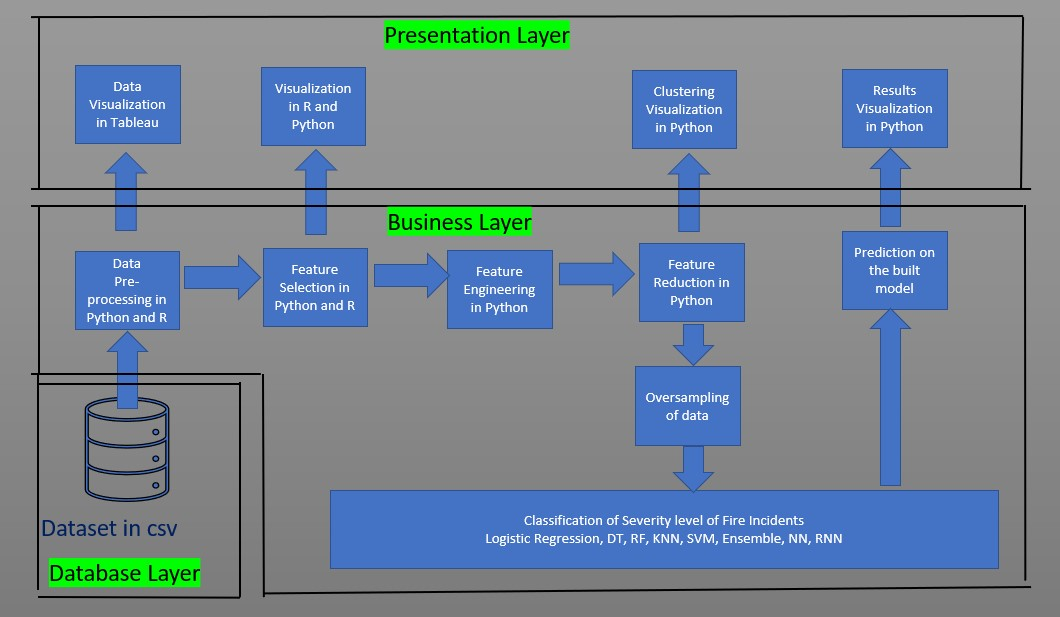 Presentation Layer
Data
Visualization
in Tableau
Visualization
in R and
Python
Clustering
Visualization
in Python
Results
Visualization
in Python
Business Layer
Data
Pre-
processing in
Python and R
Feature
Selection in
Python and R
Feature
Engineering
in Python
Feature
Reduction in
Python
Prediction on
the built
model
Oversampling
of data
Classification of Severity level of Fire Incidents
Logistic Regression, DT, RF, KNN, SVM, Ensemble, NN, RNN
Dataset in csv
Database Layer